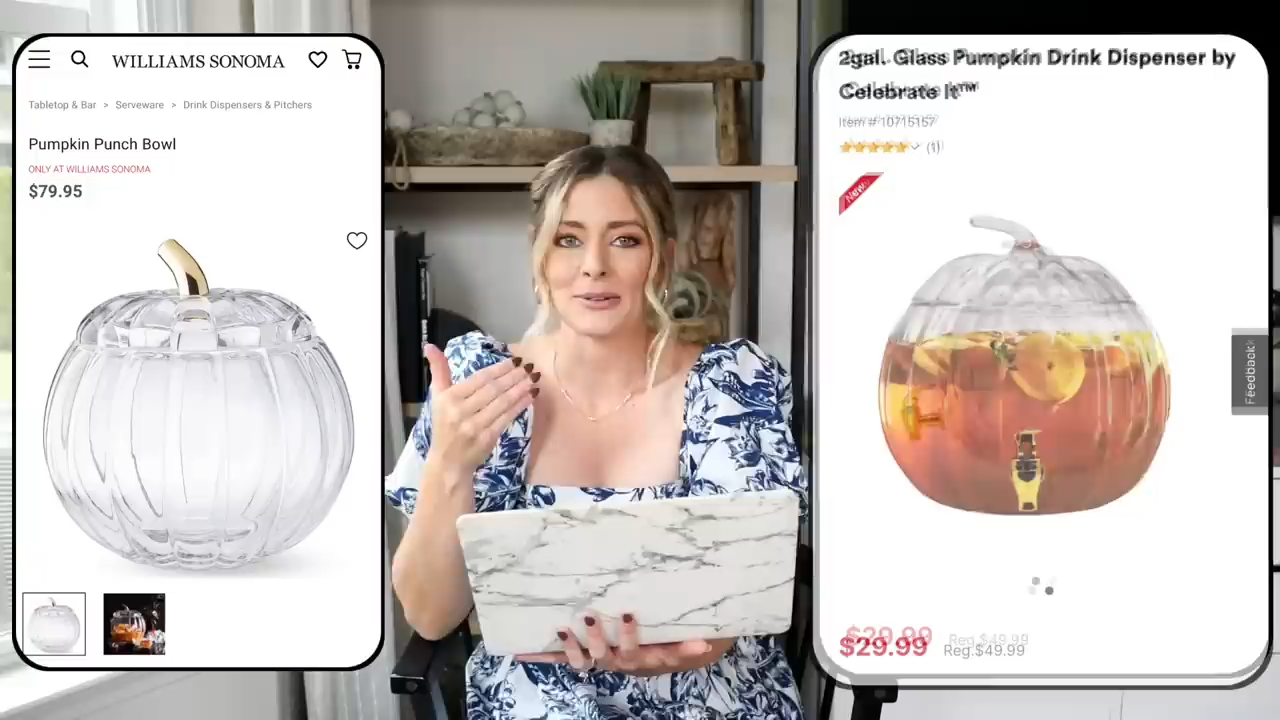 WILLIAMS SONOMA
Tabletop & Bar > Serveware > Drink Dispensers & Pitchers
Pumpkin Punch Bowl
ONLY AT WILLIAMS SONOMA
$79.95
2gal. Glass Pumpkin Drink Dispenser by
Celebrate It™
Item # 10715157
(1)
New
Feedback
$29.99 Reg.$49.99